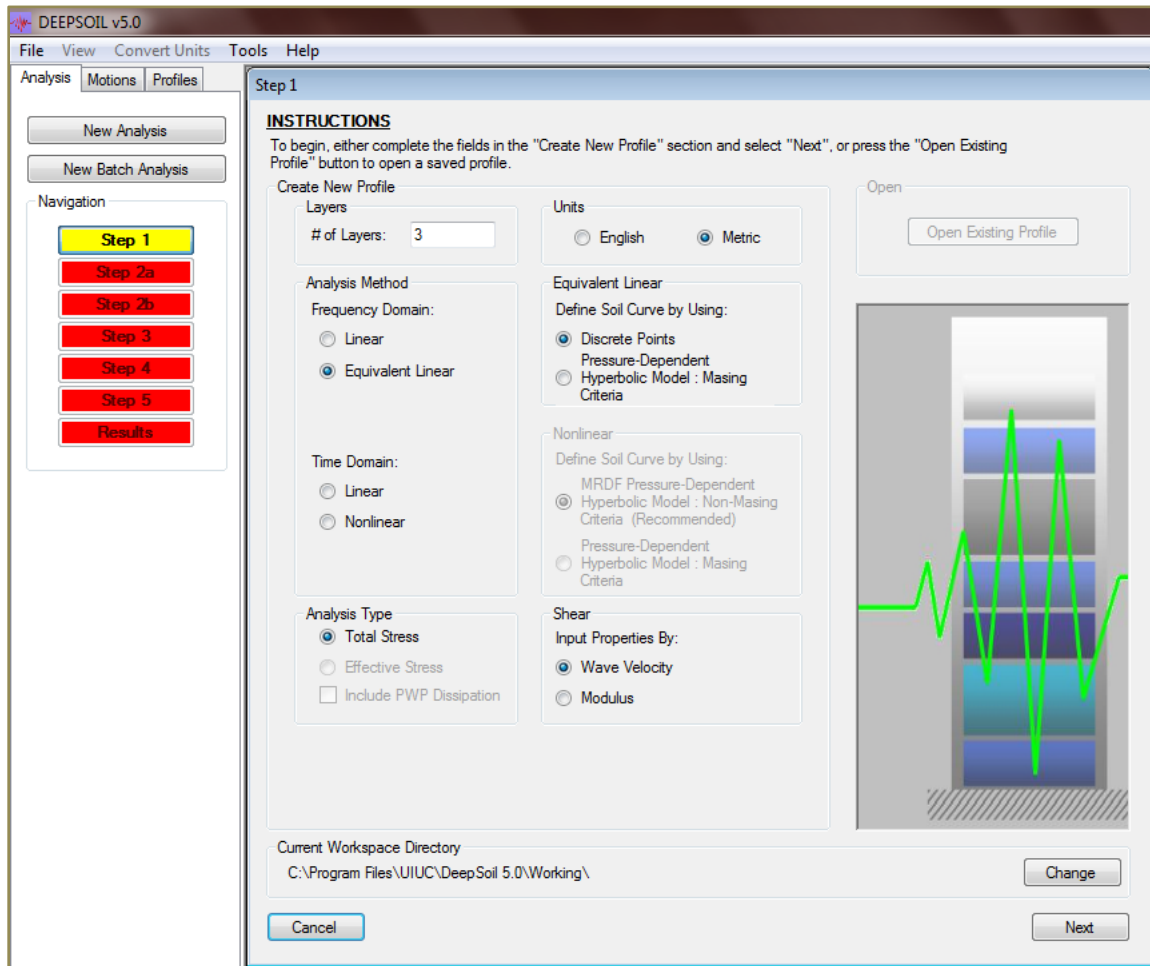 DEEPSOIL v5.0
File View Convert Units Tools Help
Analysis Motions Profiles
New Analysis
New Batch Analysis
Navigation
Step 1
Step 2a
Step 2b
Step 3
Step 4
Step 5
Results
Step 1
INSTRUCTIONS
To begin, either complete the fields in the "Create New Profile" section and select "Next", or press the "Open Existing
Profile" button to open a saved profile.
Create New Profile
Layers
# of Layers: 3
Units
English Metric
Analysis Method
Frequency Domain:
Linear
Equivalent Linear
Time Domain:
Linear
Nonlinear
Equivalent Linear
Define Soil Curve by Using:
Discrete Points
Pressure-Dependent
Hyperbolic Model : Masing
Criteria
Nonlinear
Define Soil Curve by Using:
MRDF Pressure-Dependent
Hyperbolic Model : Non-Masing
Criteria (Recommended)
Pressure-Dependent
Hyperbolic Model : Masing
Criteria
Analysis Type
Total Stress
Effective Stress
Include PWP Dissipation
Shear
Input Properties By:
Wave Velocity
Modulus
Open
Open Existing Profile
Current Workspace Directory
C:\Program Files\UIUC\DeepSoil 5.0\Working\
Change
Cancel
Next